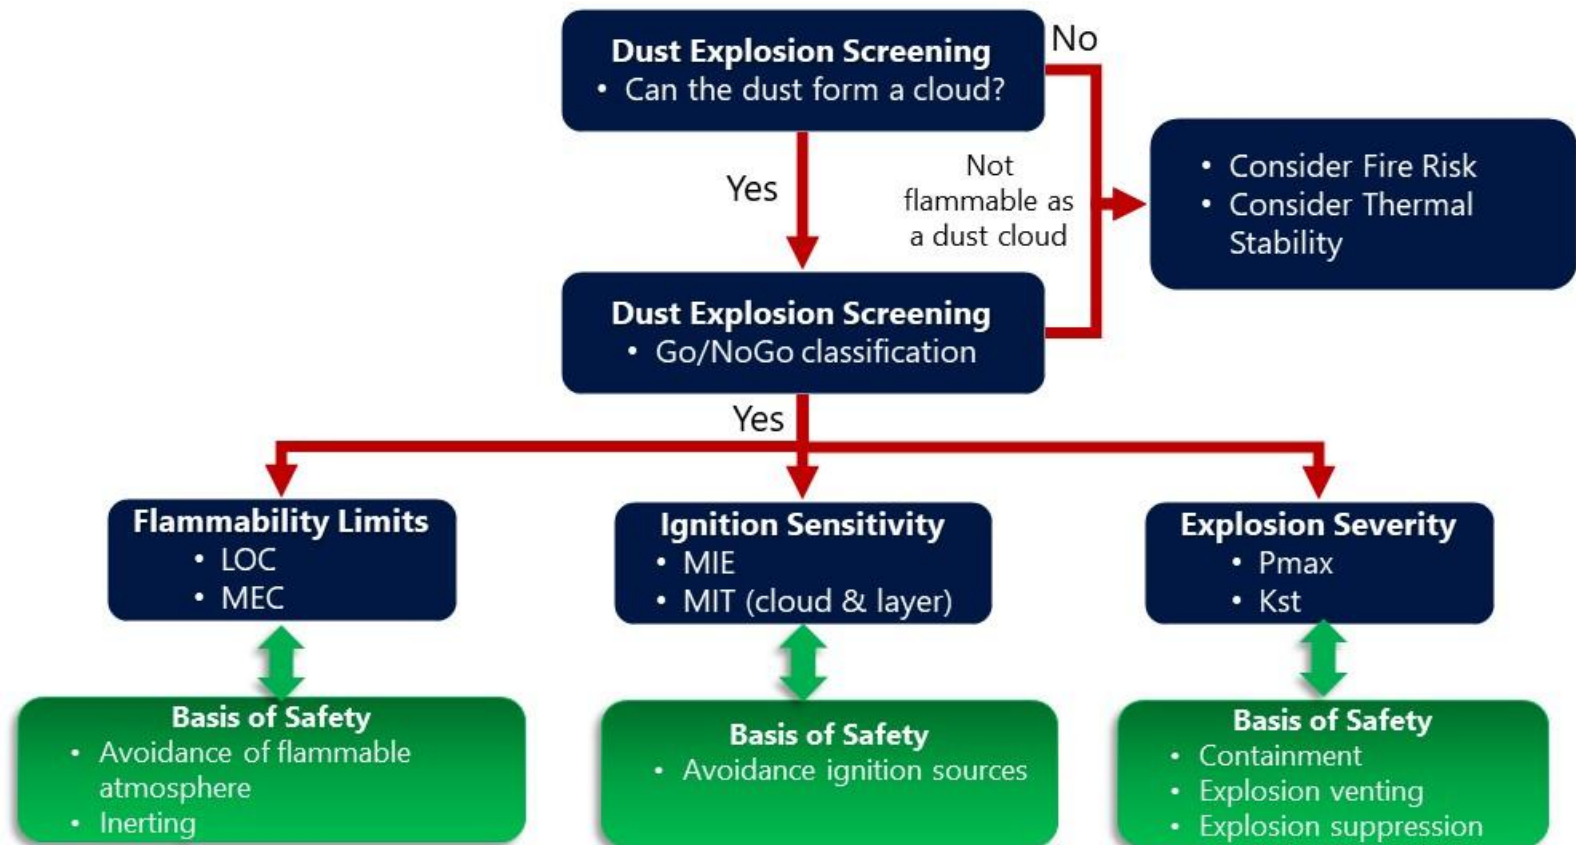 Dust Explosion Screening
• Can the dust form a cloud?
No
Yes
Not
flammable as
a dust cloud
• Consider Fire Risk
• Consider Thermal
Stability
Dust Explosion Screening
• Go/NoGo classification
Yes
Flammability Limits
• LOC
• MEC
Ignition Sensitivity
• MIE
• MIT (cloud & layer)
Explosion Severity
• Pmax
• Kst
Basis of Safety
• Avoidance of flammable
atmosphere
• Inerting
Basis of Safety
• Avoidance ignition sources
Basis of Safety
• Containment
• Explosion venting
• Explosion suppression